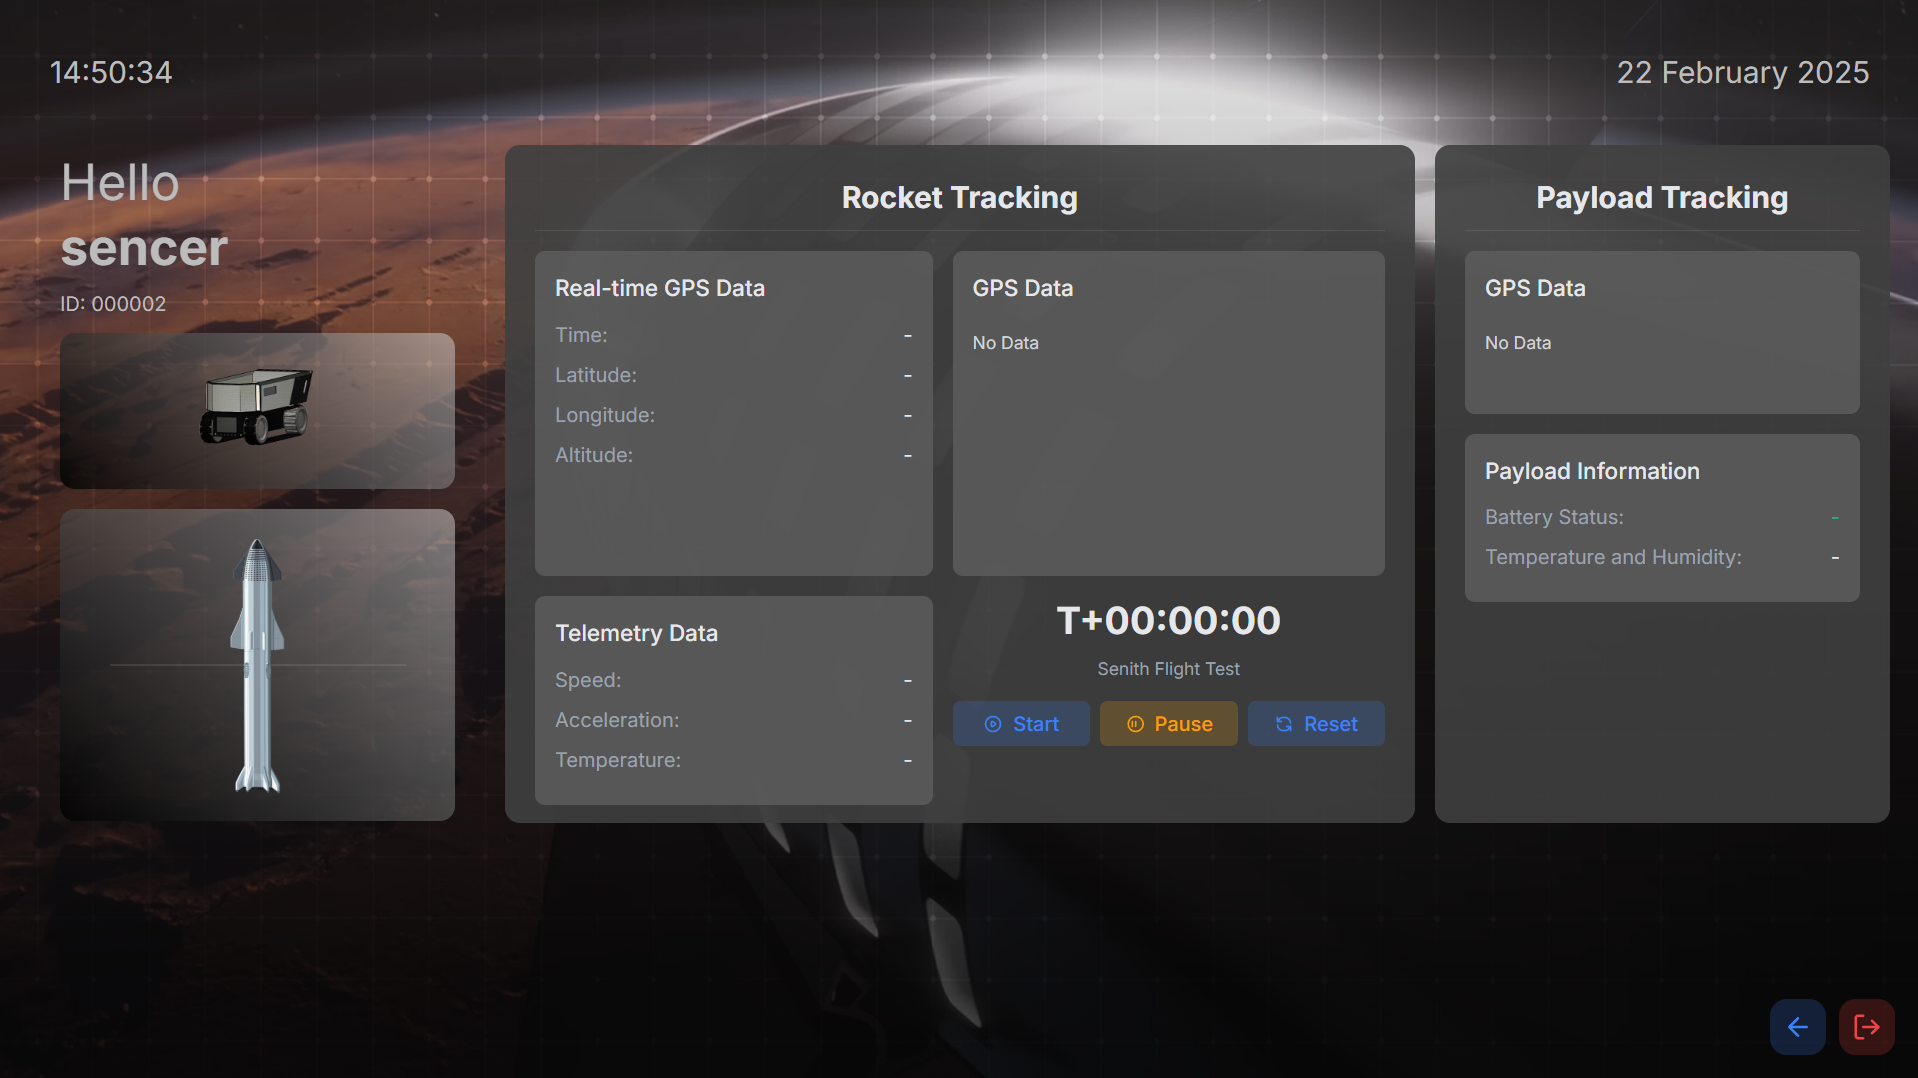 14:50:34
22 February 2025
Hello
sencer
ID: 000002
Rocket Tracking
Real-time GPS Data
Time: -
Latitude: -
Longitude: -
Altitude: -
GPS Data
No Data
Telemetry Data
Speed: -
Acceleration: -
Temperature: -
T+00:00:00
Senith Flight Test
Start
Pause
Reset
Payload Tracking
GPS Data
No Data
Payload Information
Battery Status: -
Temperature and Humidity: -